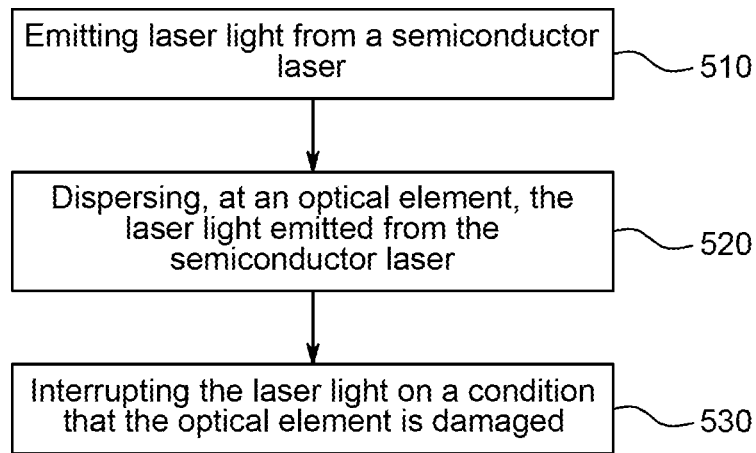 Emitting laser light from a semiconductor
laser
510
Dispersing, at an optical element, the
laser light emitted from the
semiconductor laser
520
Interrupting the laser light on a condition
that the optical element is damaged
530